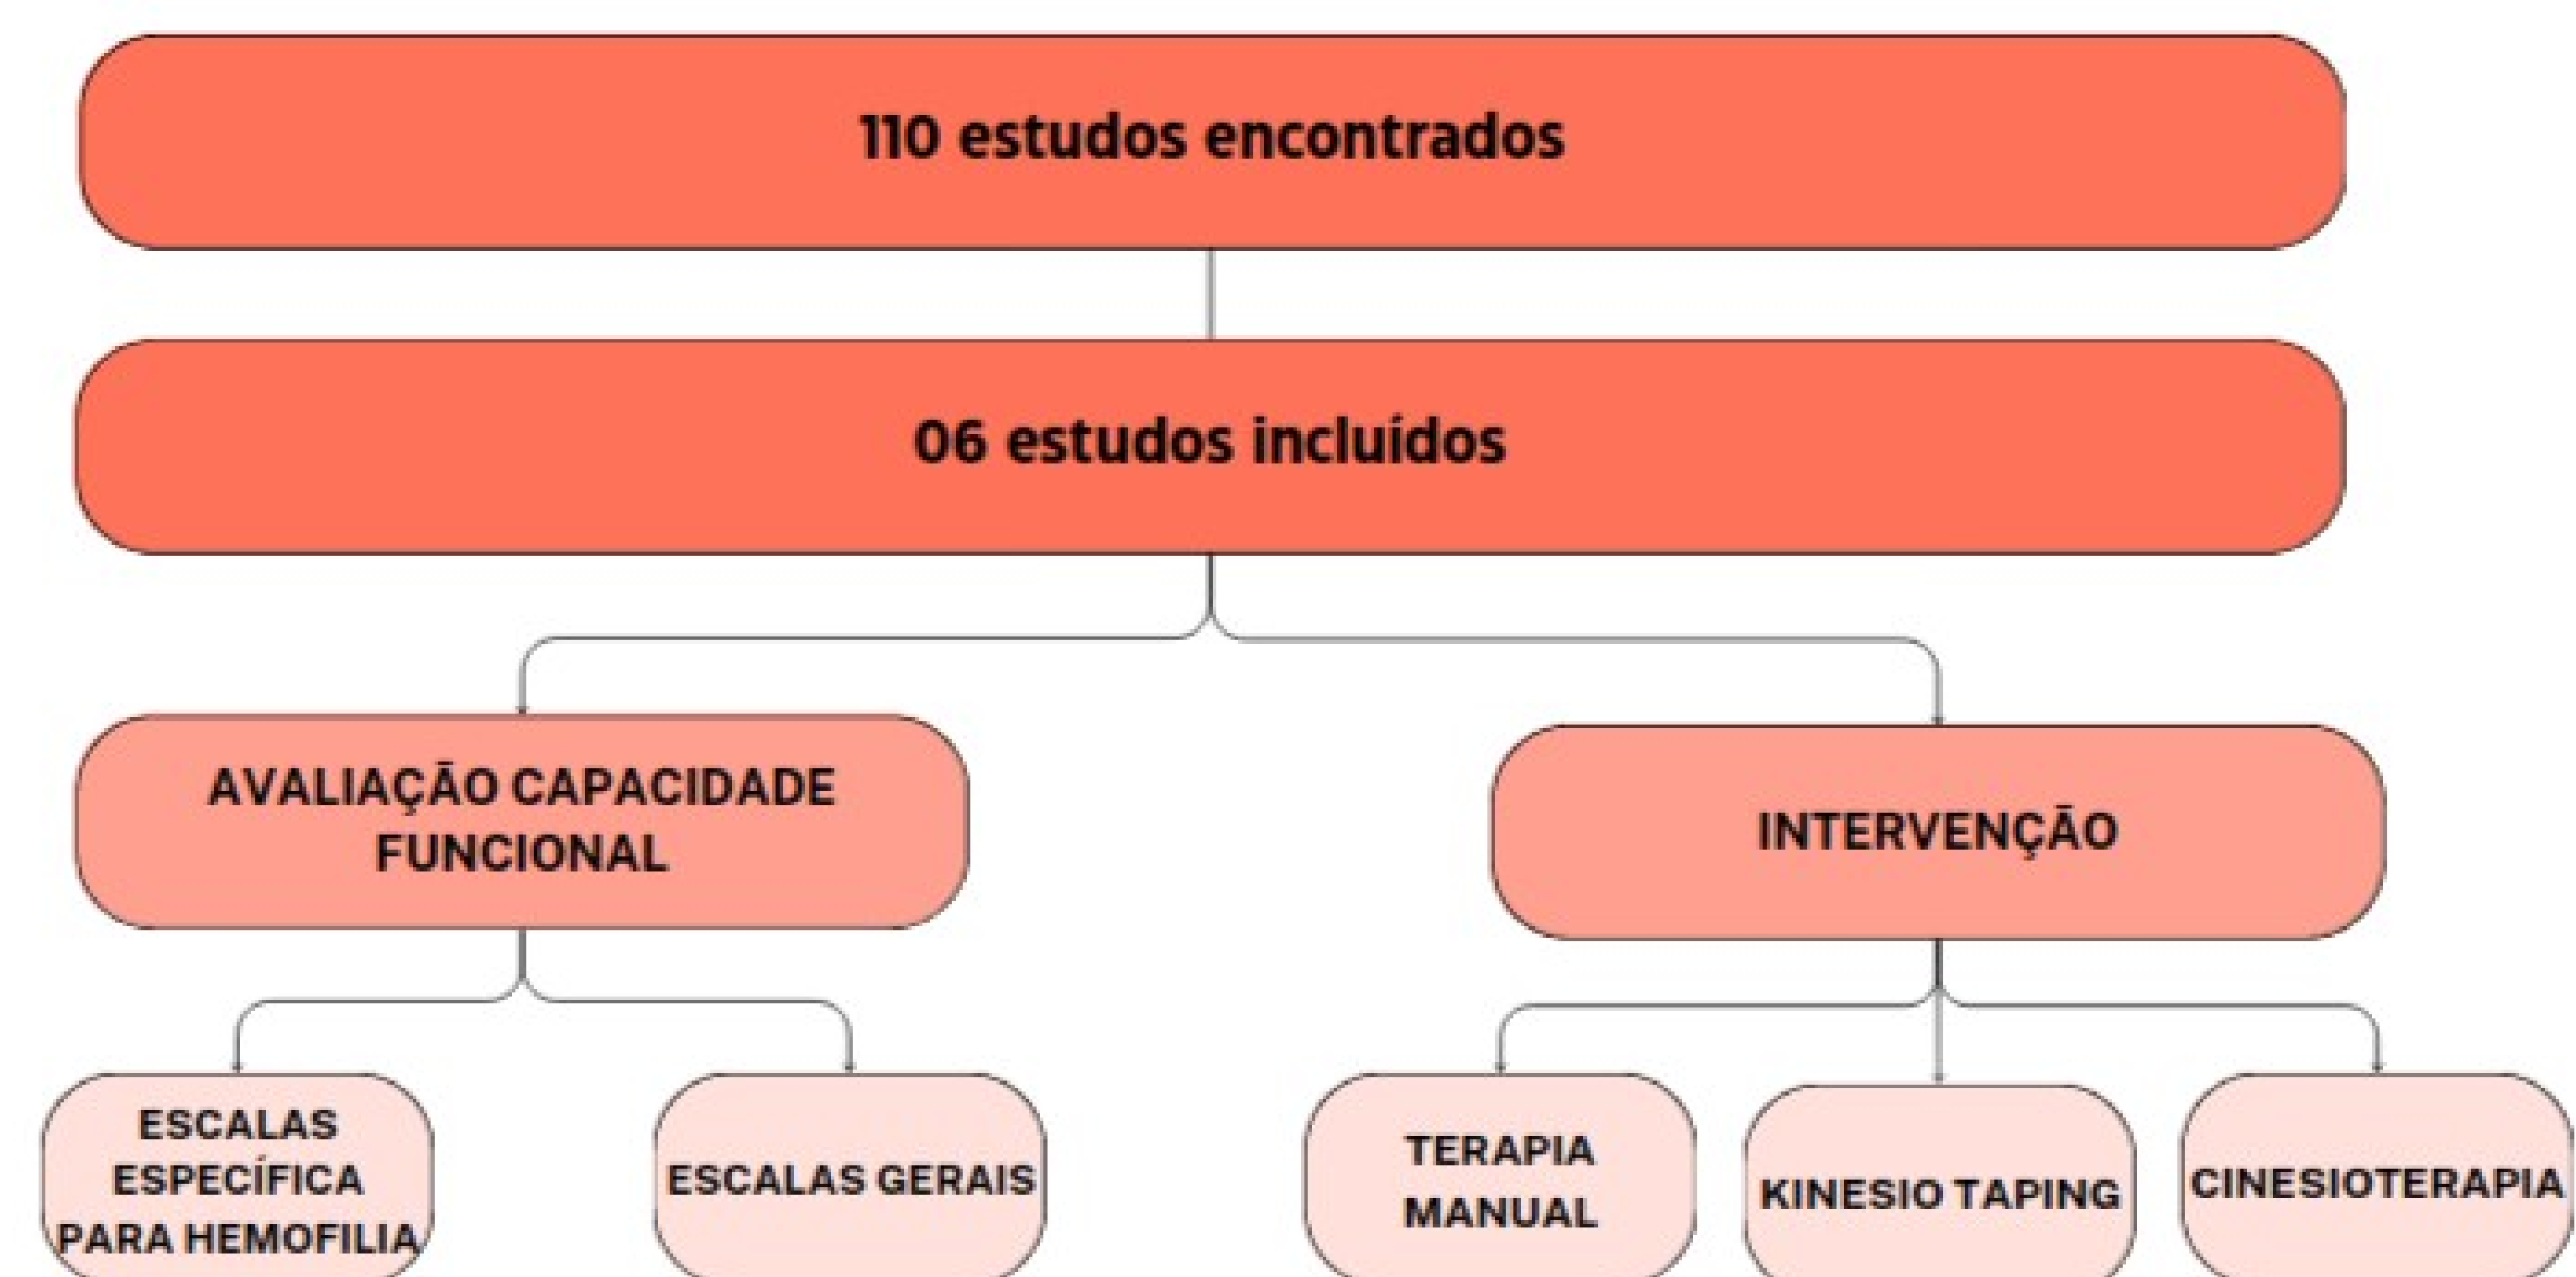 110 estudos encontrados
06 estudos incluídos
AVALIAÇÃO CAPACIDADE
FUNCIONAL
INTERVENÇÃO
ESCALAS
ESPECÍFICA
PARA HEMOFILIA
ESCALAS GERAIS
TERAPIA
MANUAL
KINESIO TAPING
CINESIOTERAPIA